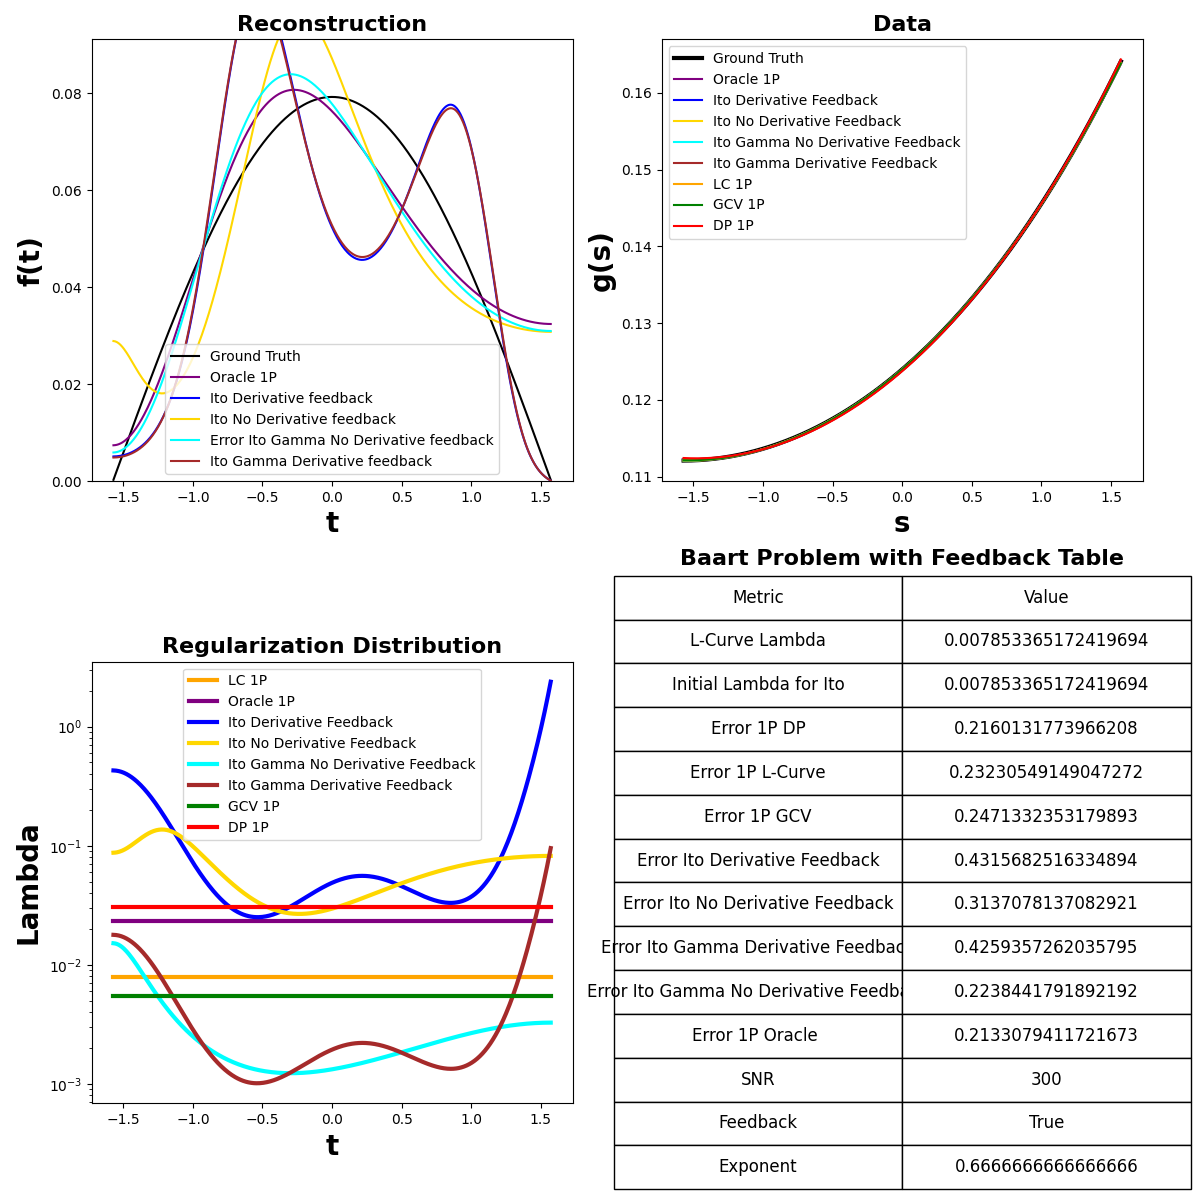 Reconstruction
f(t)
0.08
0.06
0.04
0.02
0.00
Ground Truth
Oracle 1P
Ito Derivative feedback
Ito No Derivative feedback
Error Ito Gamma No Derivative feedback
Ito Gamma Derivative feedback
−1.5 −1.0 −0.5 0.0 0.5 1.0 1.5
t
Data
g(s)
0.16
0.15
0.14
0.13
0.12
0.11
Ground Truth
Oracle 1P
Ito Derivative Feedback
Ito No Derivative Feedback
Ito Gamma No Derivative Feedback
Ito Gamma Derivative Feedback
LC 1P
GCV 1P
DP 1P
−1.5 −1.0 −0.5 0.0 0.5 1.0 1.5
s
Regularization Distribution
Lambda
10⁰
10⁻¹
10⁻²
10⁻³
LC 1P
Oracle 1P
Ito Derivative Feedback
Ito No Derivative Feedback
Ito Gamma No Derivative Feedback
Ito Gamma Derivative Feedback
GCV 1P
DP 1P
−1.5 −1.0 −0.5 0.0 0.5 1.0 1.5
t
Baart Problem with Feedback Table
Metric Value
L-Curve Lambda 0.007853365172419694
Initial Lambda for Ito 0.007853365172419694
Error 1P DP 0.2160131773966208
Error 1P L-Curve 0.23230549149047272
Error 1P GCV 0.2471332353179893
Error Ito Derivative Feedback 0.4315682516334894
Error Ito No Derivative Feedback 0.3137078137082921
Error Ito Gamma Derivative Feedbac 0.4259357262035795
Error Ito Gamma No Derivative Feedba 0.2238441791892192
Error 1P Oracle 0.2133079411721673
SNR 300
Feedback True
Exponent 0.6666666666666666